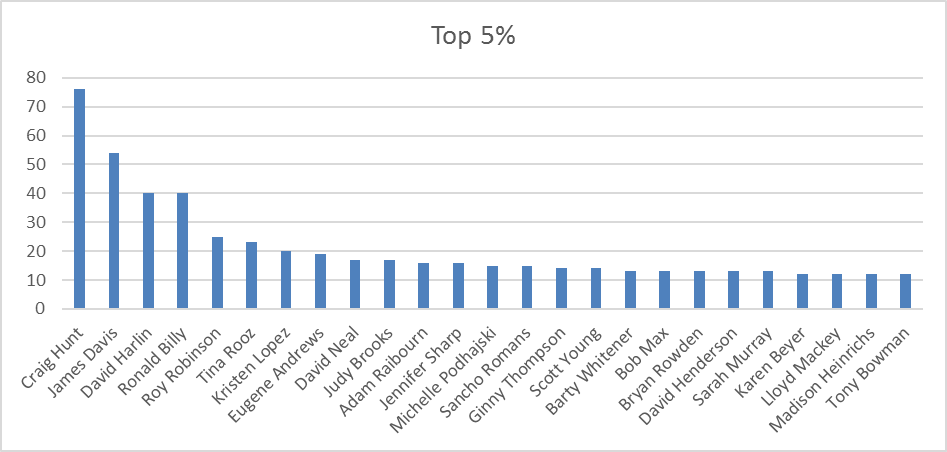 Top 5%
80
70
60
50
40
30
20
10
0
Craig Hunt
James Davis
David Harlin
Ronald Billy
Roy Robinson
Tina Rooz
Kristen Lopez
Eugene Andrews
David Neal
Judy Brooks
Adam Raibourn
Jennifer Sharp
Michelle Podhajski
Sancho Romans
Ginny Thompson
Scott Young
Barty Whitener
Bob Max
Bryan Rowden
David Henderson
Sarah Murray
Karen Beyer
Lloyd Mackey
Madison Heinrichs
Tony Bowman